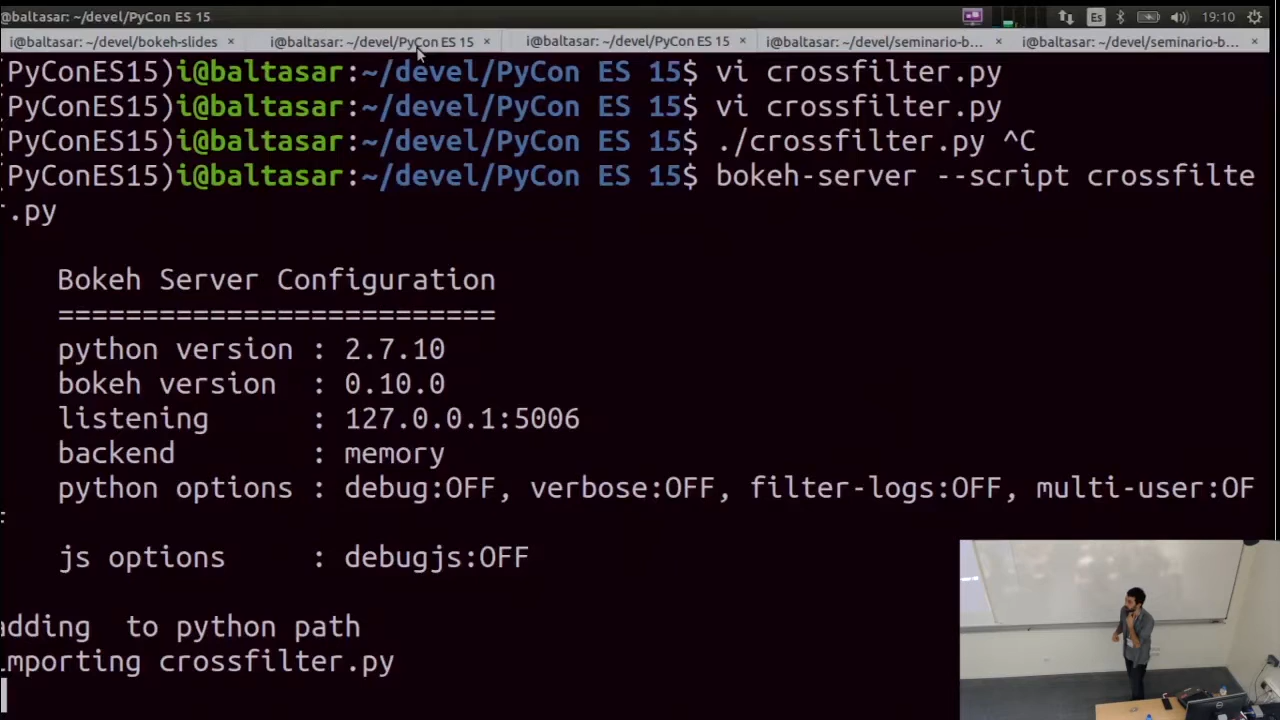 @baltasar: ~/devel/PyCon ES 15
Es
19:10
i@baltasar: ~/devel/bokeh-slides ×
i@baltasar: ~/devel/PyCon ES 15 ×
i@baltasar: ~/devel/PyCon ES 15 ×
i@baltasar: ~/devel/seminario-b... ×
i@baltasar: ~/devel/seminario-b... ×
(PyConES15)i@baltasar:~/devel/PyCon ES 15$ vi crossfilter.py
(PyConES15)i@baltasar:~/devel/PyCon ES 15$ vi crossfilter.py
(PyConES15)i@baltasar:~/devel/PyCon ES 15$ ./crossfilter.py ^C
(PyConES15)i@baltasar:~/devel/PyCon ES 15$ bokeh-server --script crossfilte
r.py
Bokeh Server Configuration
==========================
python version : 2.7.10
bokeh version : 0.10.0
listening : 127.0.0.1:5006
backend : memory
python options : debug:OFF, verbose:OFF, filter-logs:OFF, multi-user:OF
F
js options : debugjs:OFF
adding to python path
importing crossfilter.py